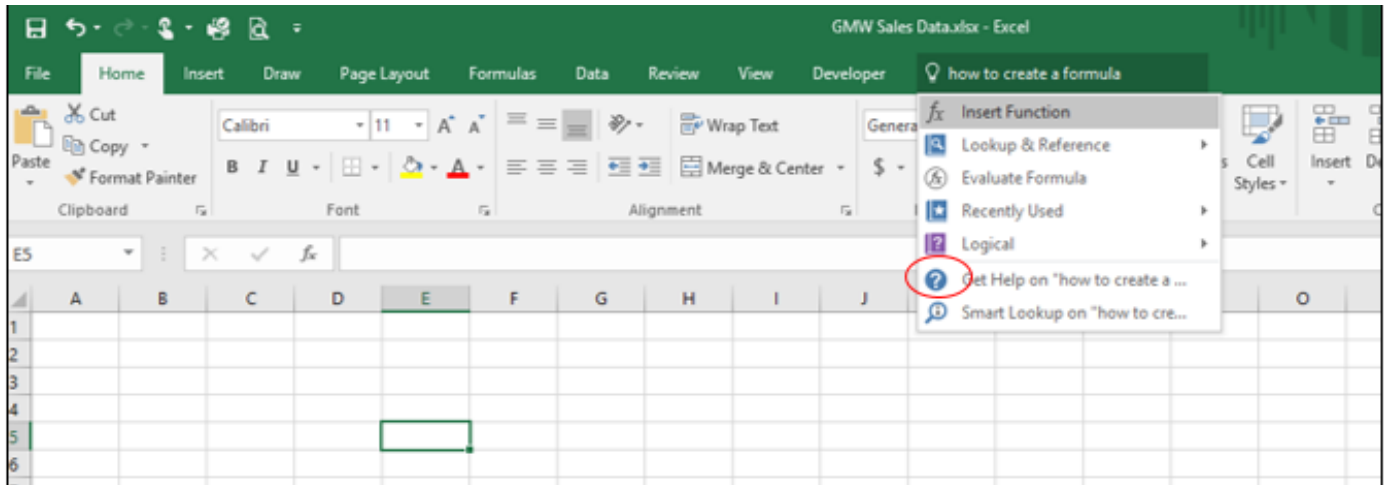 GMW Sales Data.xlsx - Excel
File Home Insert Draw Page Layout Formulas Data Review View Developer how to create a formula
Cut
Copy
Format Painter
Paste
Clipboard
Calibri 11 A A
B I U A
Font
Wrap Text
Merge & Center
Alignment
Genera
$
s Cell Styles
Insert
De
C
fx Insert Function
Lookup & Reference
fx Evaluate Formula
Recently Used
? Logical
? Get Help on "how to create a ...
Smart Lookup on "how to cre...
E5 fx
A B C D E F G H I J O
1
2
3
4
5
6